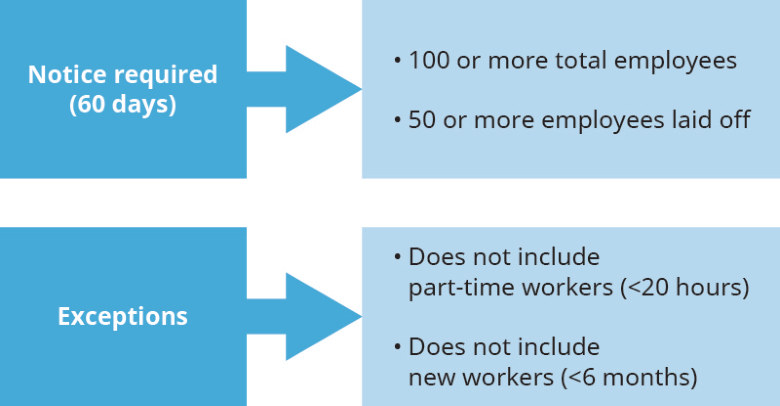 Notice required
(60 days)
• 100 or more total employees
• 50 or more employees laid off
Exceptions
• Does not include
part-time workers (<20 hours)
• Does not include
new workers (<6 months)